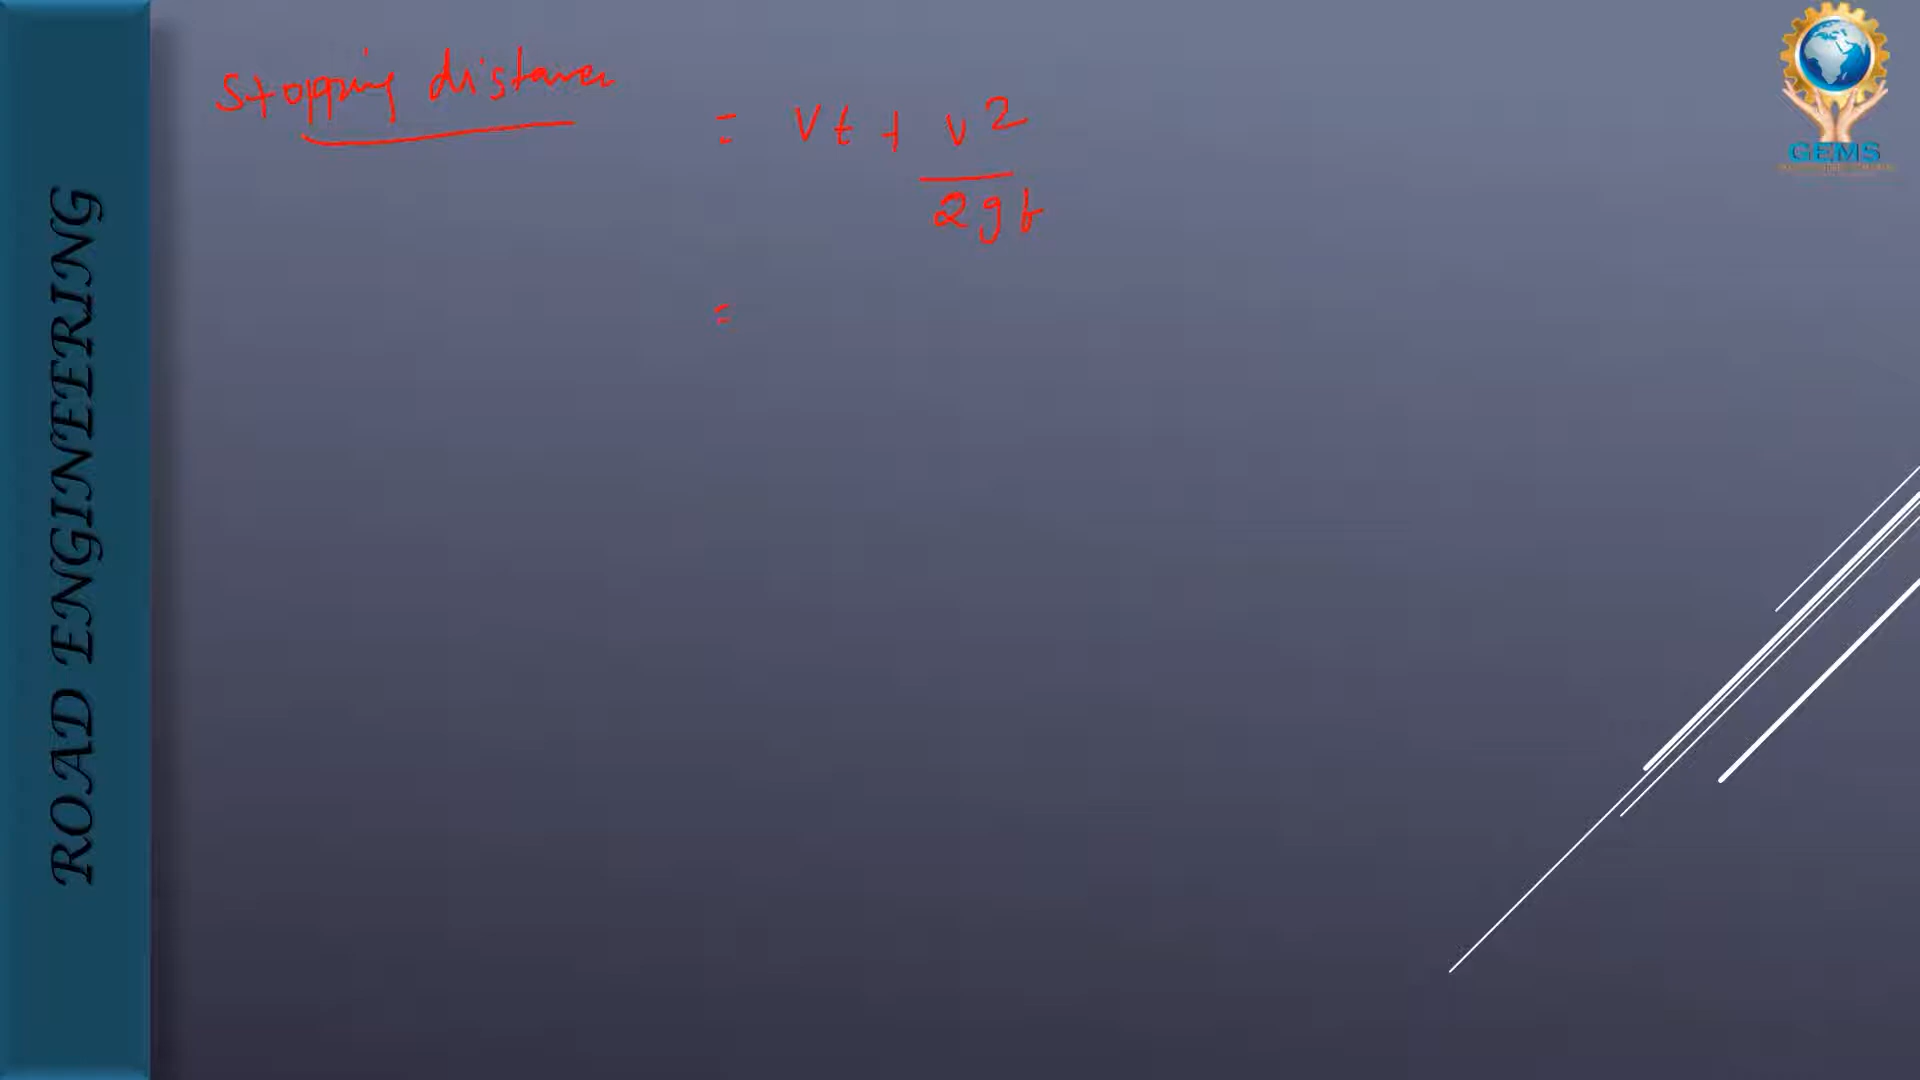 ROAD ENGINEERING
Stopping distance
= Vt + v²
2gf
=
GEMS